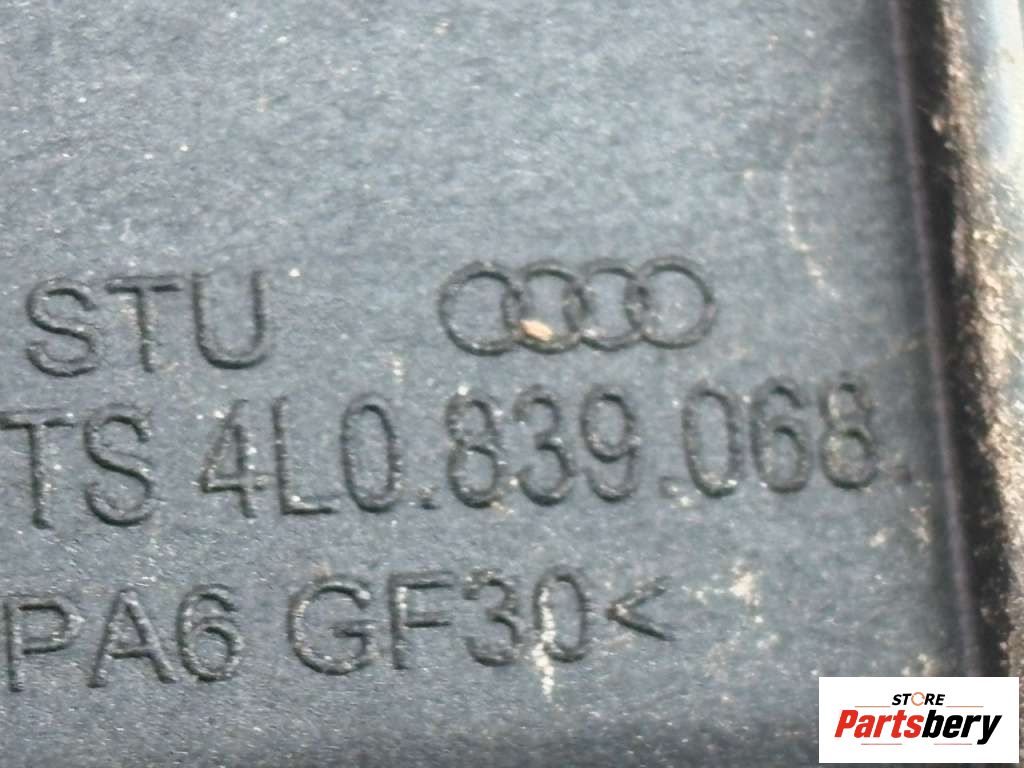 STU
TS 4L0.839.068.
PA6 GF30<
STORE
Partsbery